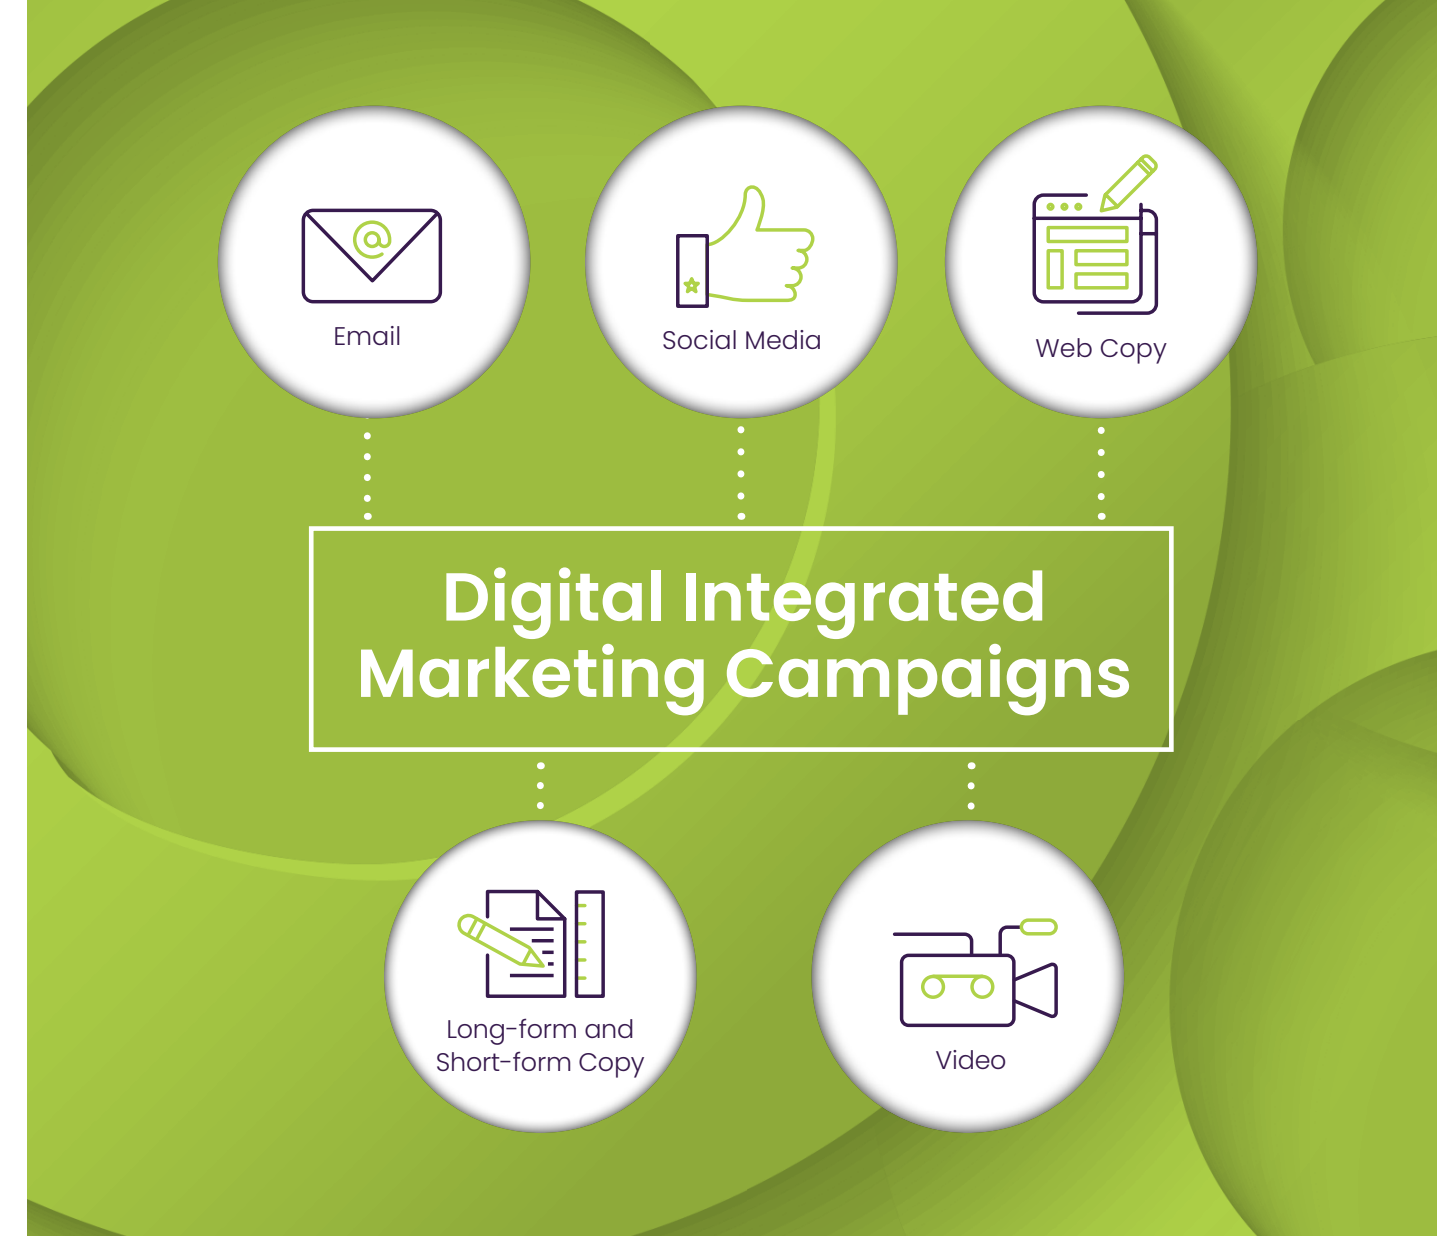 Email
Social Media
Web Copy
Digital Integrated
Marketing Campaigns
Long-form and
Short-form Copy
Video